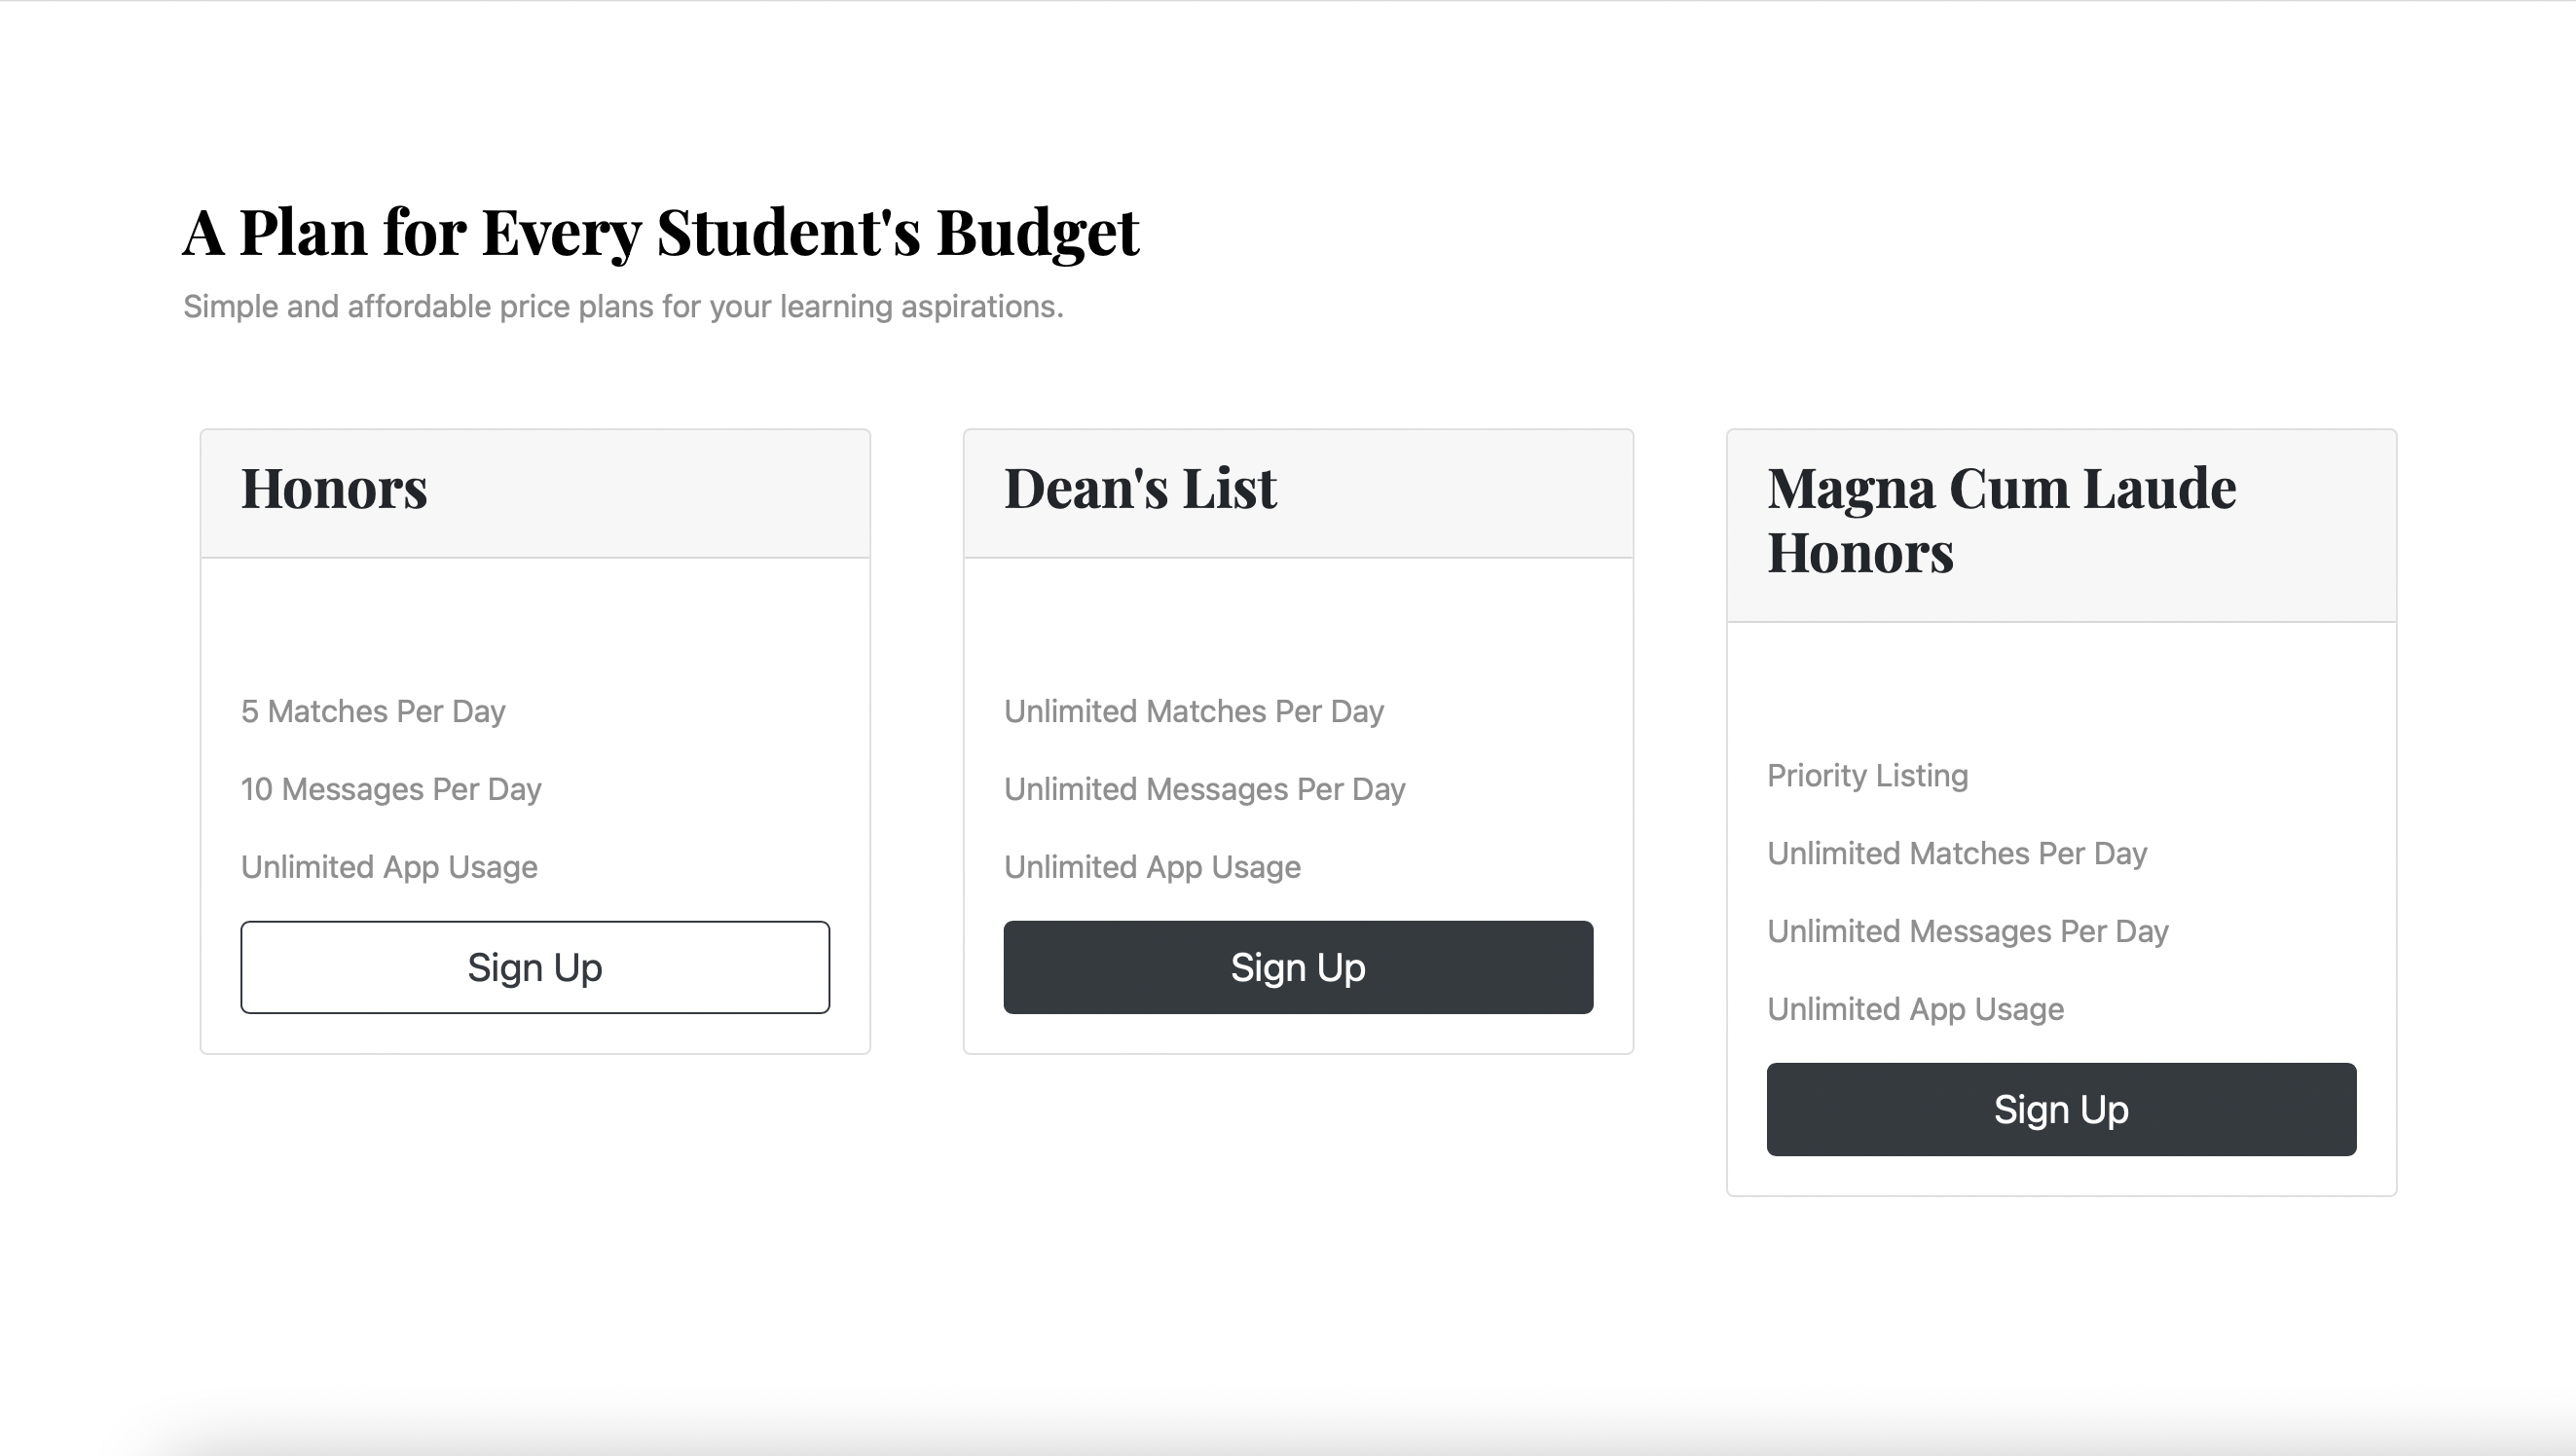 A Plan for Every Student's Budget
Simple and affordable price plans for your learning aspirations.
Honors
5 Matches Per Day
10 Messages Per Day
Unlimited App Usage
Sign Up
Dean's List
Unlimited Matches Per Day
Unlimited Messages Per Day
Unlimited App Usage
Sign Up
Magna Cum Laude
Honors
Priority Listing
Unlimited Matches Per Day
Unlimited Messages Per Day
Unlimited App Usage
Sign Up